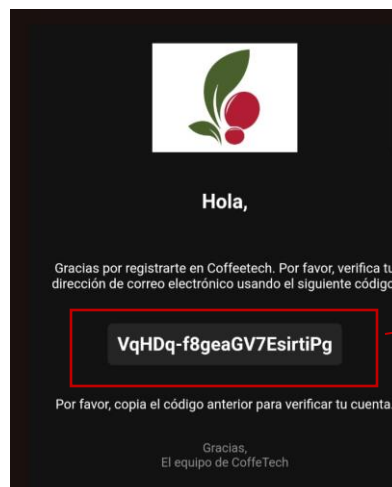 Hola,
Gracias por registrarte en Coffeetech. Por favor, verifica tu
dirección de correo electrónico usando el siguiente código
VqHDq-f8geaGV7EsirtiPg
Por favor, copia el código anterior para verificar tu cuenta.
Gracias,
El equipo de CoffeTech